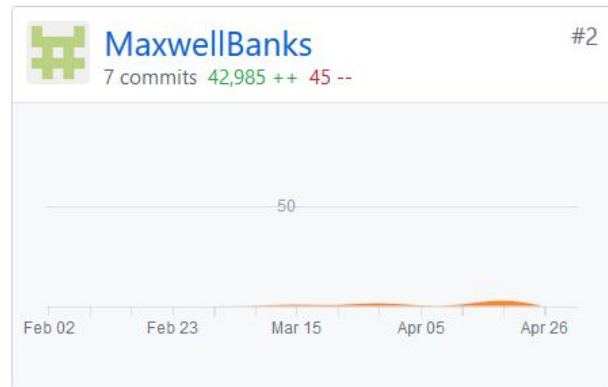 MaxwellBanks #2
7 commits 42,985 ++ 45 --
50
Feb 02 Feb 23 Mar 15 Apr 05 Apr 26